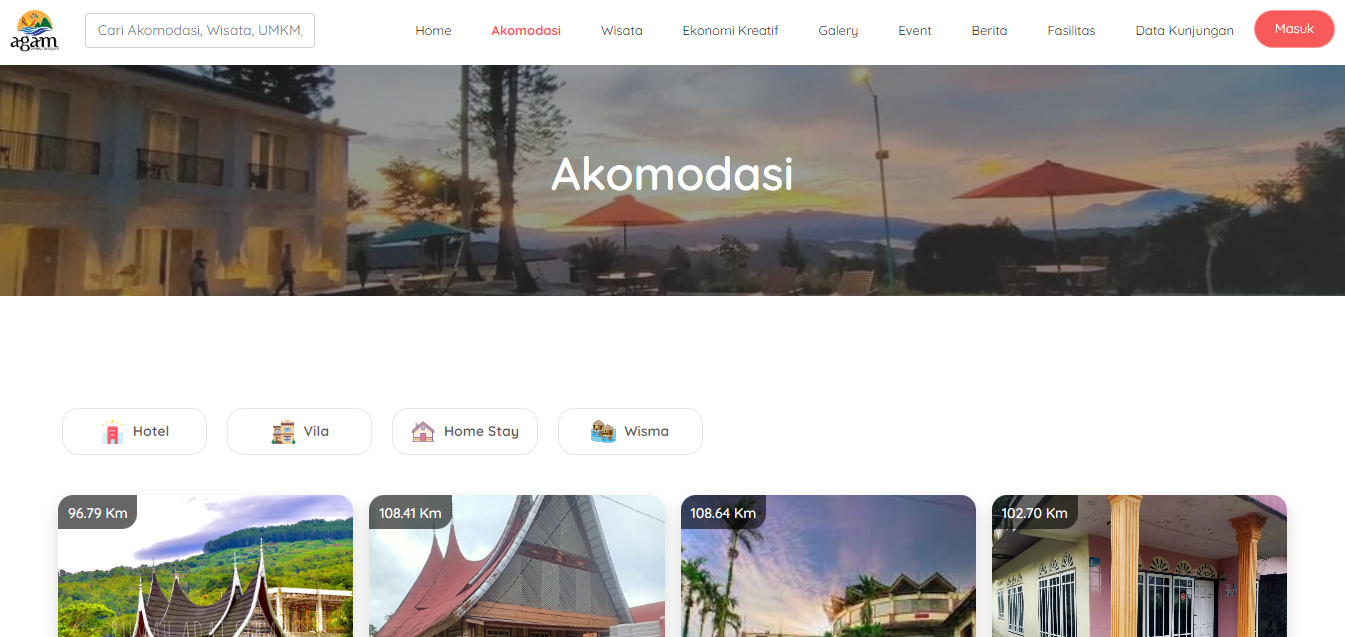 agam
Cari Akomodasi, Wisata, UMKM,
Home
Akomodasi
Wisata
Ekonomi Kreatif
Galery
Event
Berita
Fasilitas
Data Kunjungan
Masuk
Akomodasi
Hotel
Vila
Home Stay
Wisma
96.79 Km
108.41 Km
108.64 Km
102.70 Km